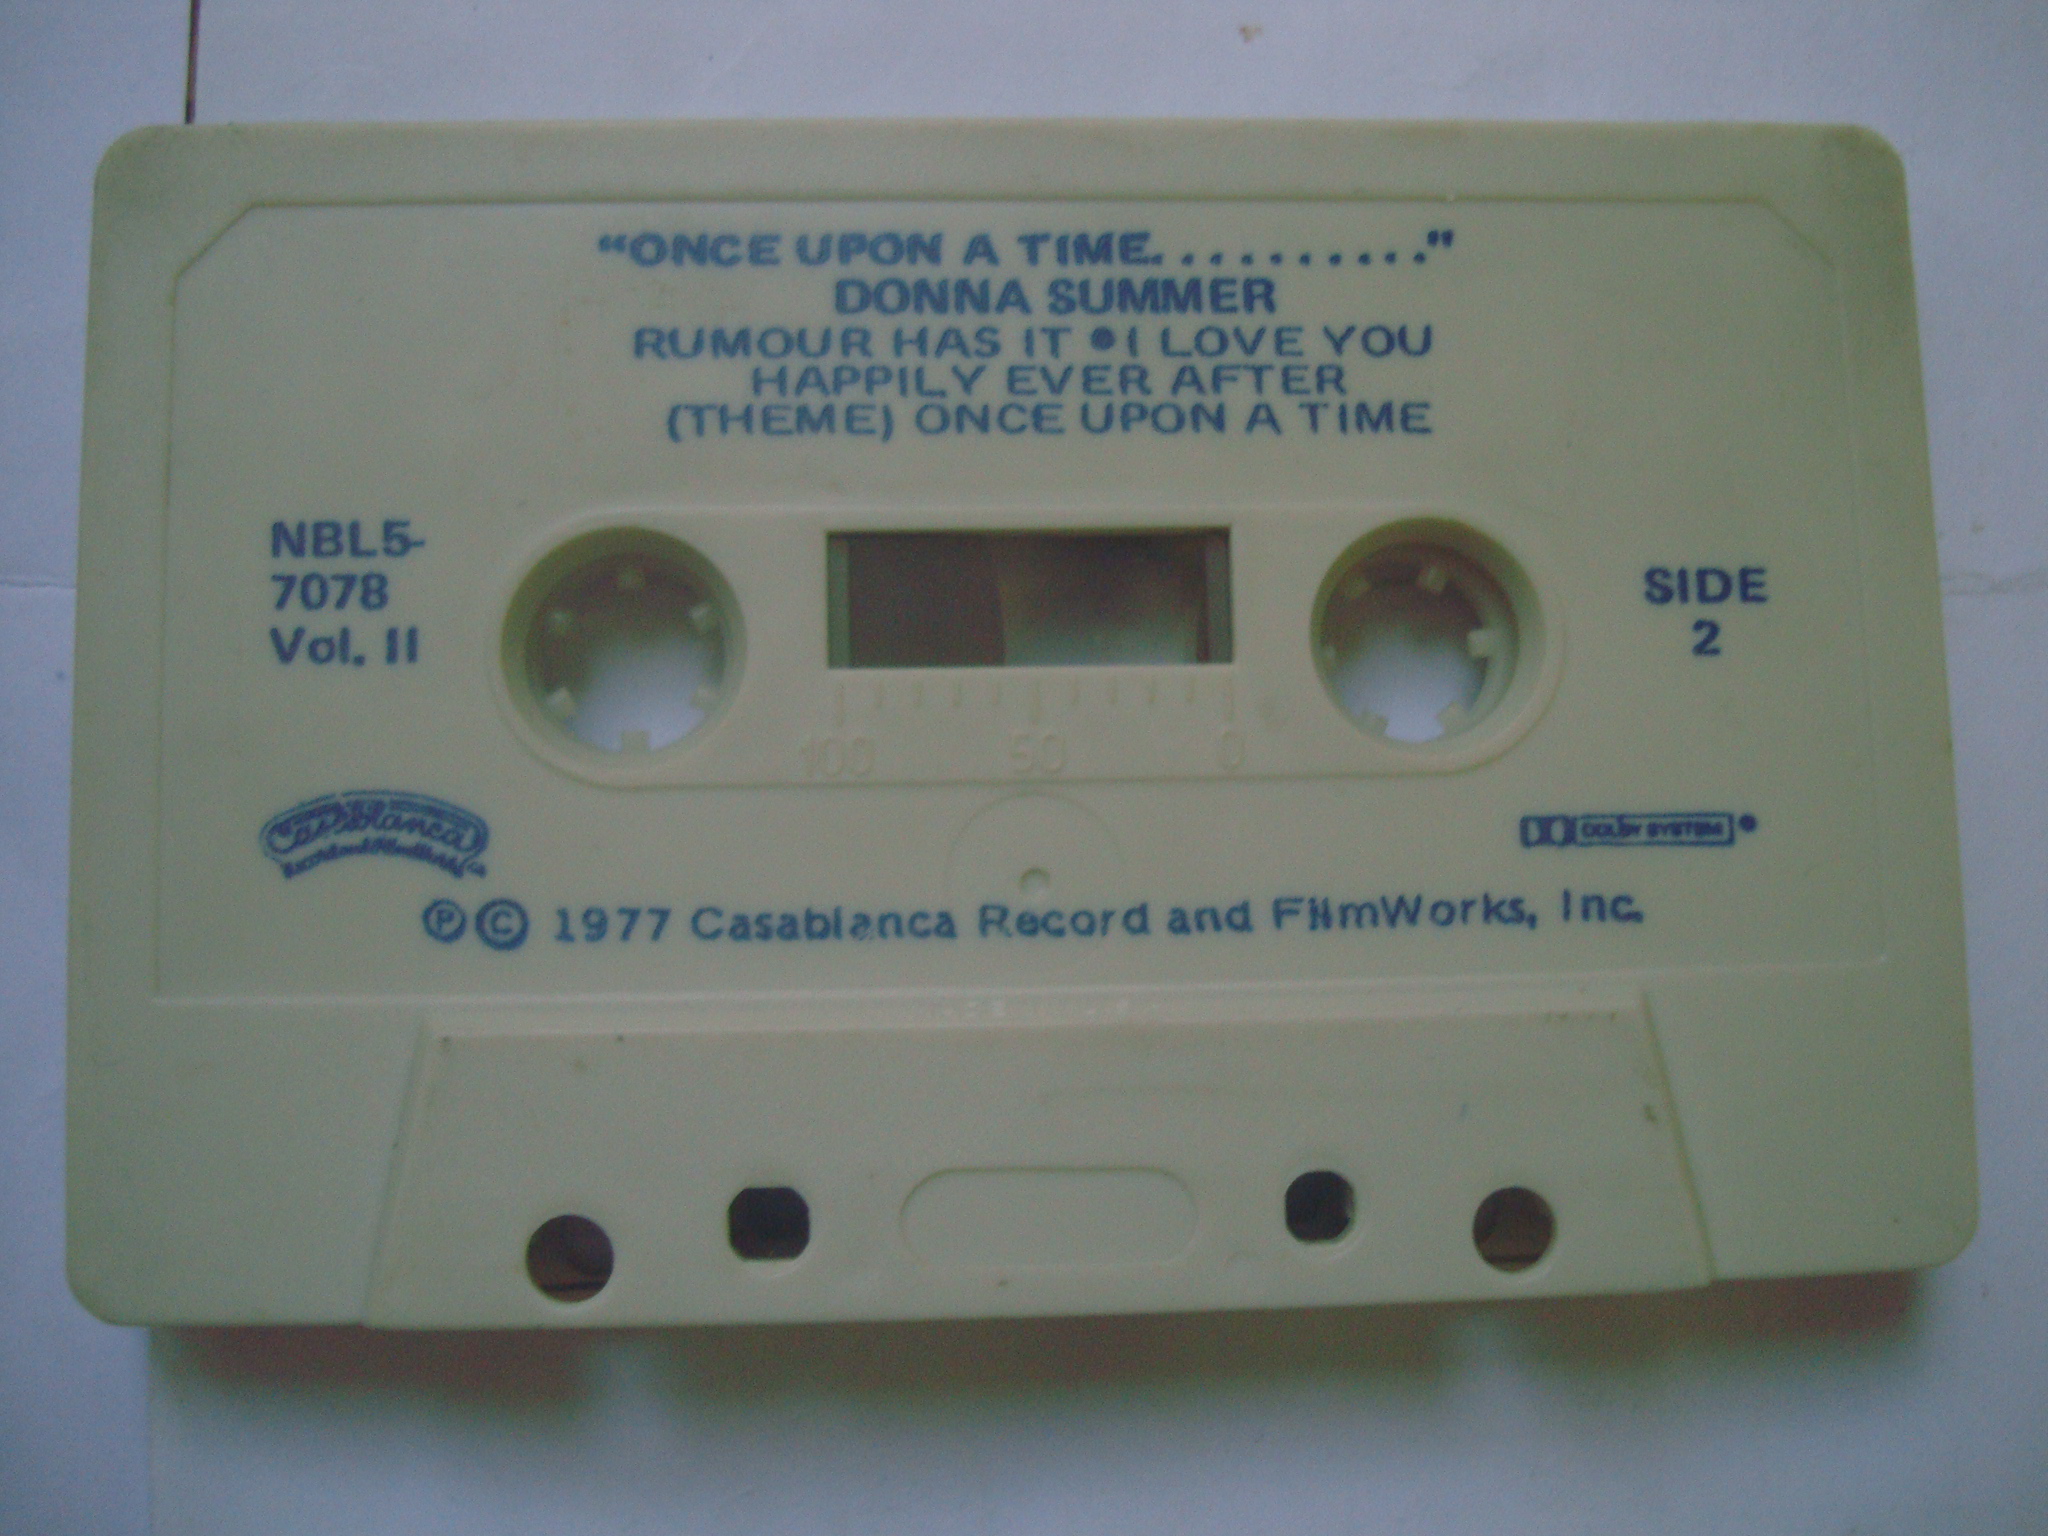 “ONCE UPON A TIME..........”
DONNA SUMMER
RUMOUR HAS IT • I LOVE YOU
HAPPILY EVER AFTER
(THEME) ONCE UPON A TIME
NBL5-
7078
Vol. II
SIDE
2
100 50 0
Casablanca
DOLBY SYSTEM
Ⓟ © 1977 Casablanca Record and FilmWorks, Inc.